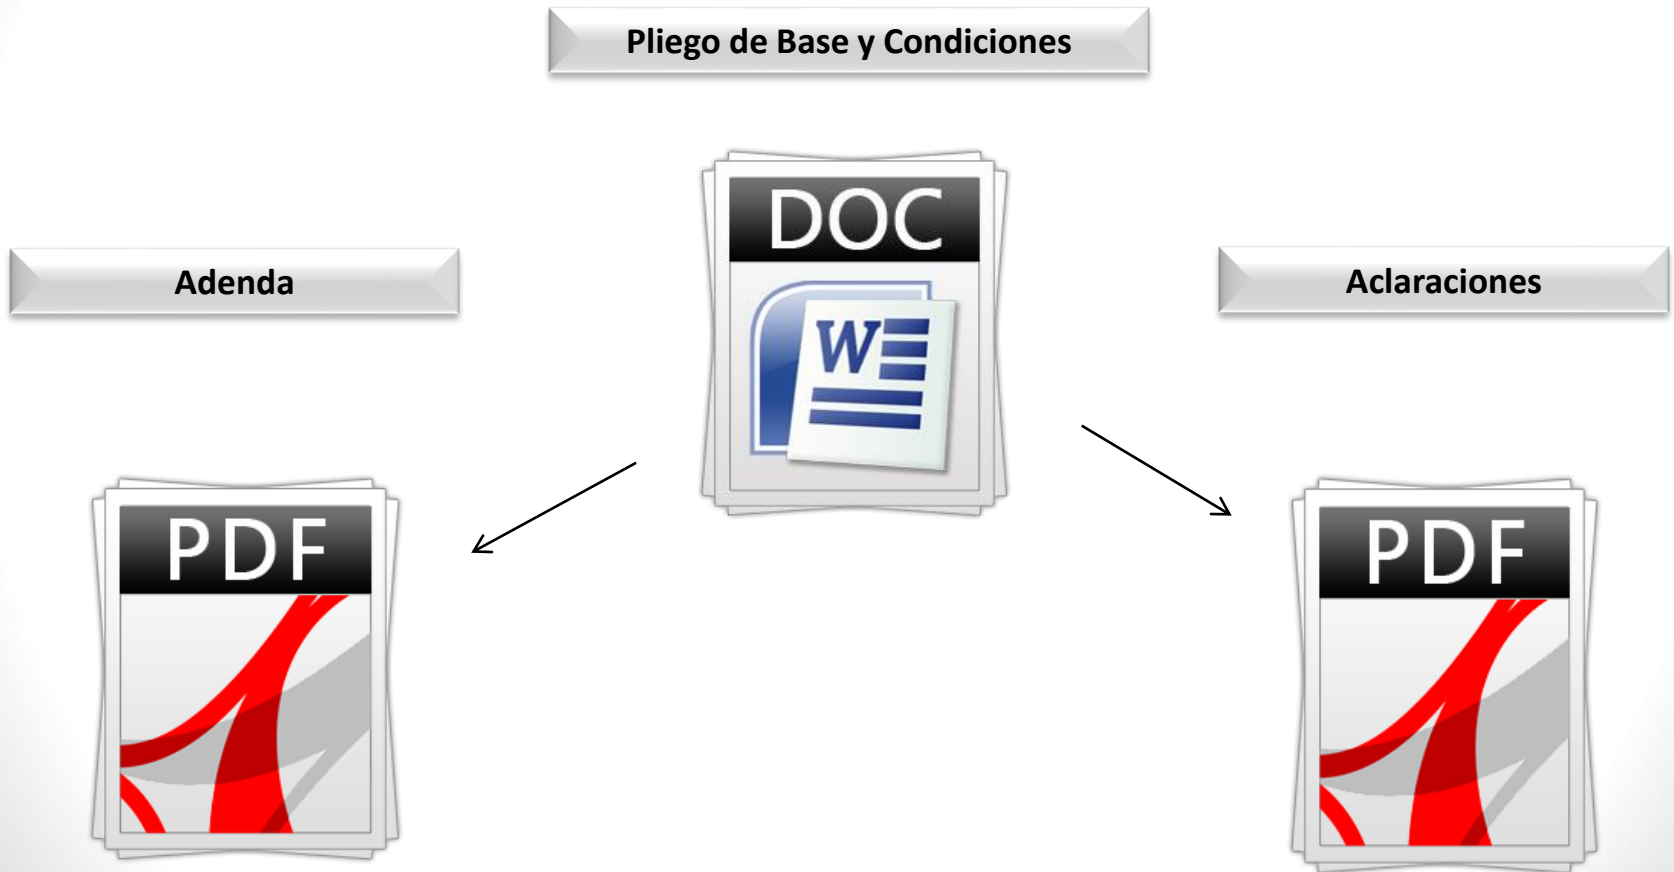 Pliego de Base y Condiciones
DOC
W
Adenda
Aclaraciones
PDF
PDF